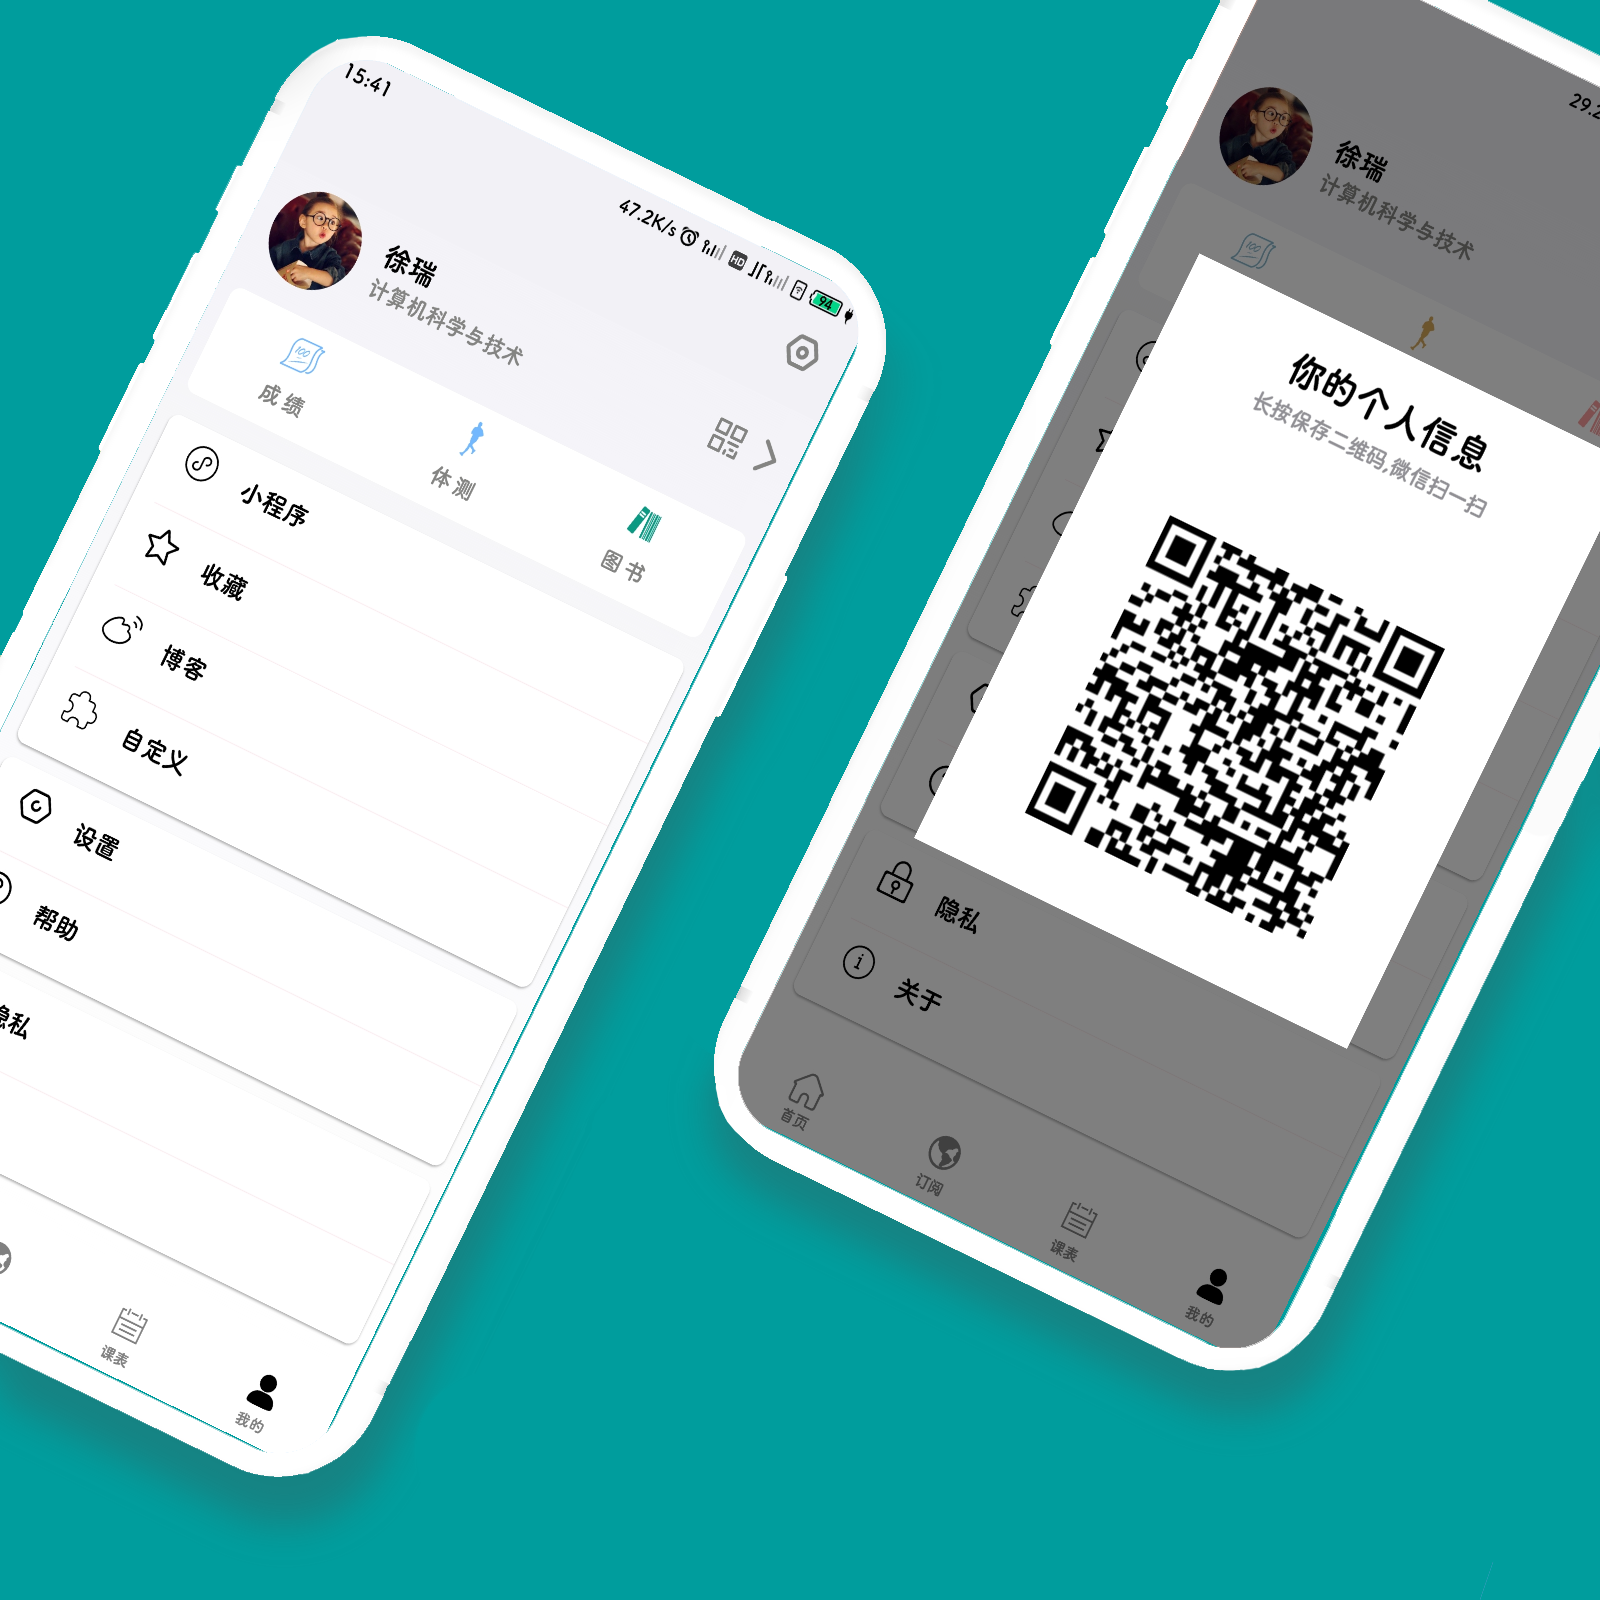 15:41
47.2K/s
HD
94
徐瑞
计算机科学与技术
100
成绩
体测
图书
小程序
收藏
博客
自定义
设置
帮助
隐私
课表
我的
29.2
徐瑞
计算机科学与技术
100
你的个人信息
长按保存二维码,微信扫一扫
隐私
关于
首页
订阅
课表
我的